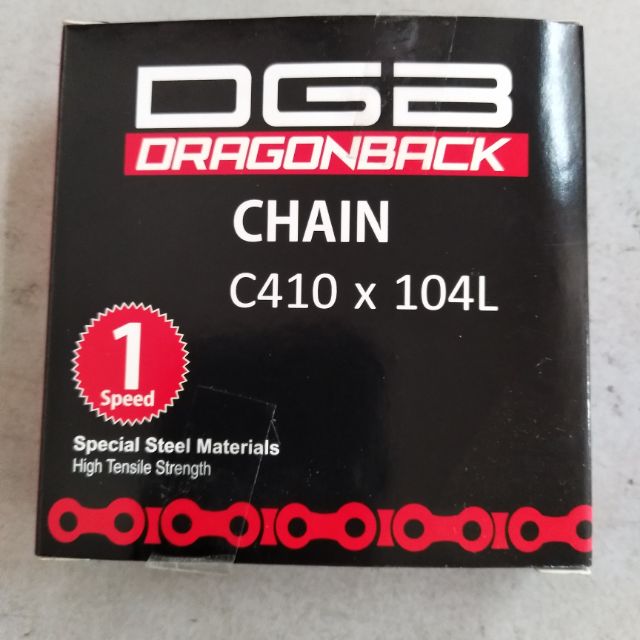 DGB
DRAGONBACK
CHAIN
C410 x 104L
1
Speed
Special Steel Materials
High Tensile Strength